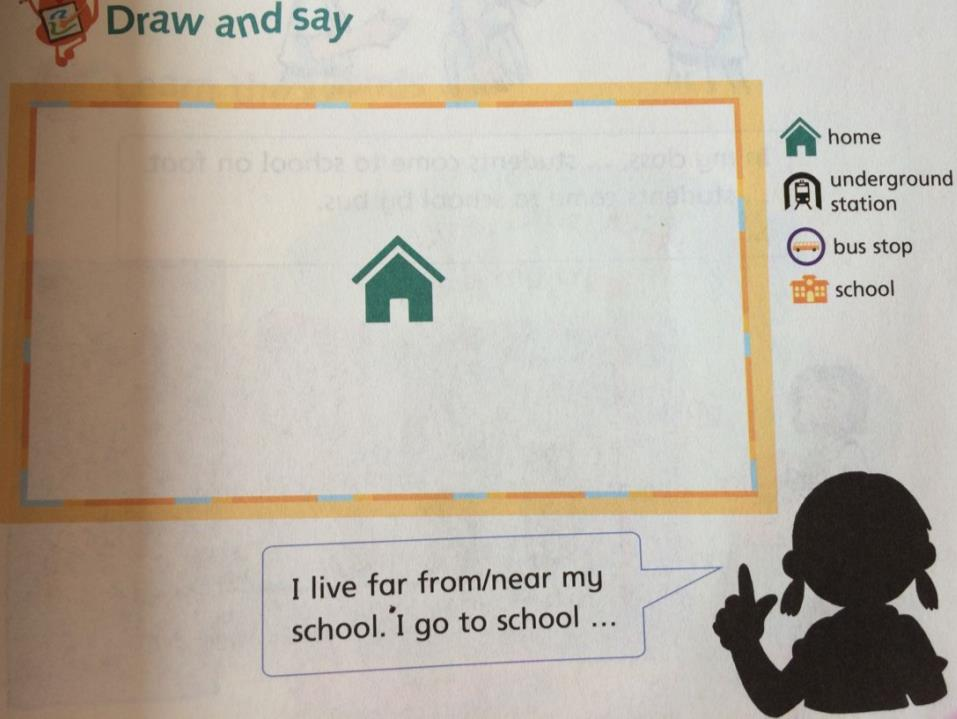 Draw and say
home
underground
station
bus stop
school
I live far from/near my
school. I go to school ...